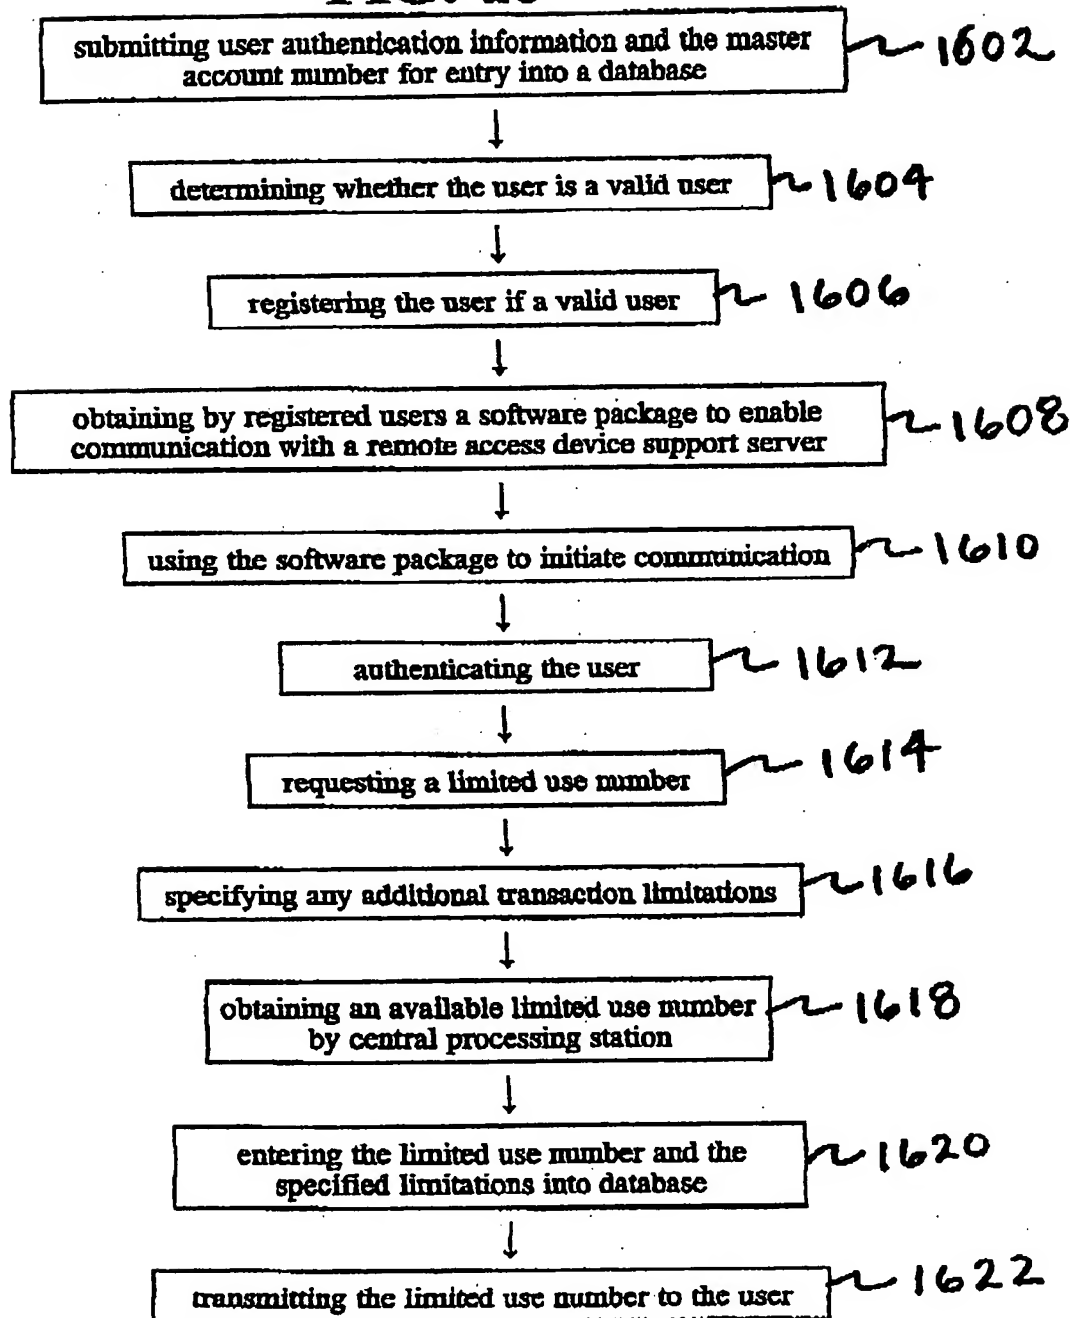 submitting user authentication information and the master
account number for entry into a database
1602
determining whether the user is a valid user
1604
registering the user if a valid user
1606
obtaining by registered users a software package to enable
communication with a remote access device support server
1608
using the software package to initiate communication
1610
authenticating the user
1612
requesting a limited use number
1614
specifying any additional transaction limitations
1616
obtaining an available limited use number
by central processing station
1618
entering the limited use number and the
specified limitations into database
1620
transmitting the limited use number to the user
1622